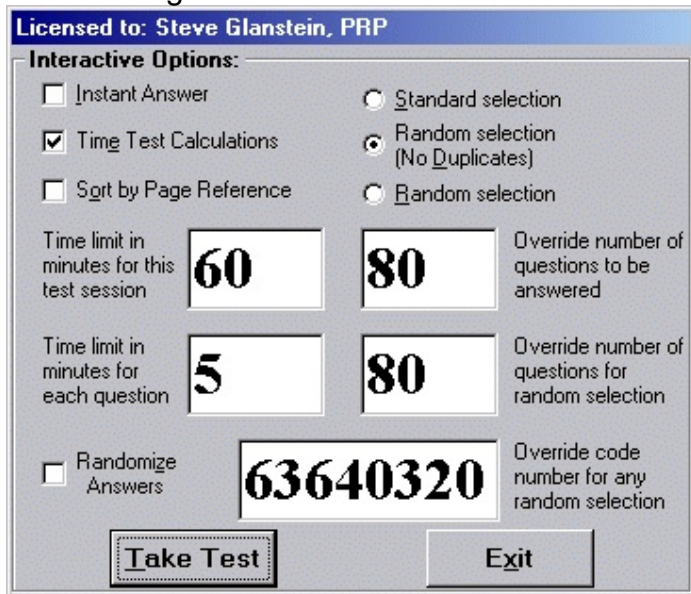 Licensed to: Steve Glanstein, PRP
Interactive Options:
Instant Answer
Standard selection
Time Test Calculations
Random selection
(No Duplicates)
Sort by Page Reference
Random selection
Time limit in
minutes for this
test session
60
80
Override number of
questions to be
answered
Time limit in
minutes for
each question
5
80
Override number of
questions for
random selection
Randomize
Answers
63640320
Override code
number for any
random selection
Take Test
Exit